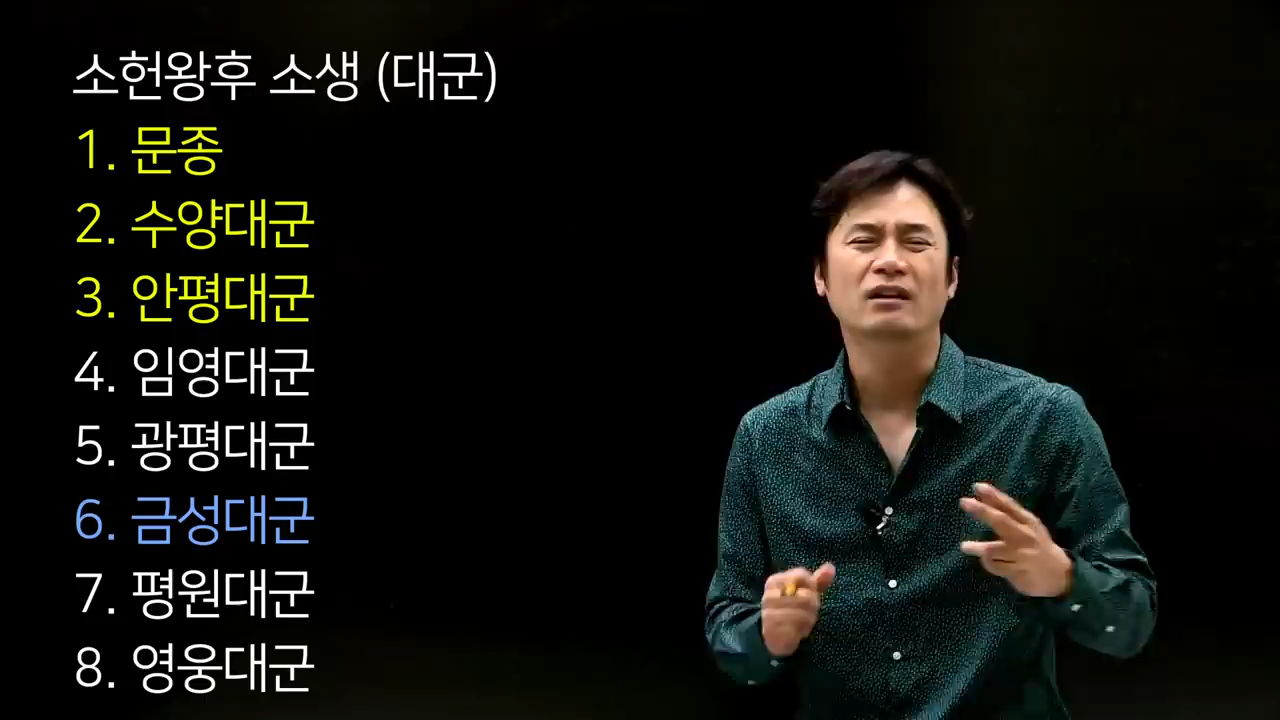 소헌왕후 소생 (대군)
1. 문종
2. 수양대군
3. 안평대군
4. 임영대군
5. 광평대군
6. 금성대군
7. 평원대군
8. 영웅대군